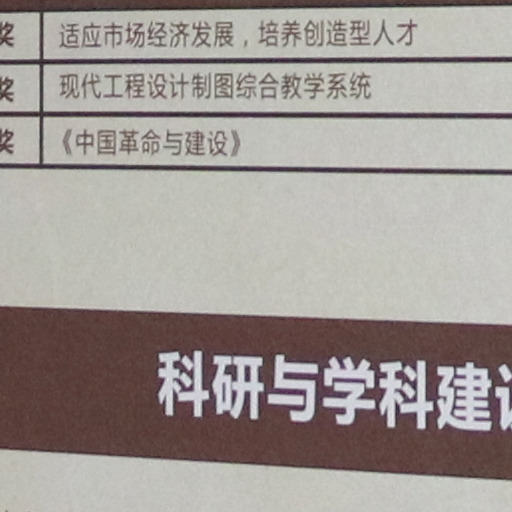 奖 适应市场经济发展，培养创造型人才
奖 现代工程设计制图综合教学系统
奖 《中国革命与建设》
科研与学科建设